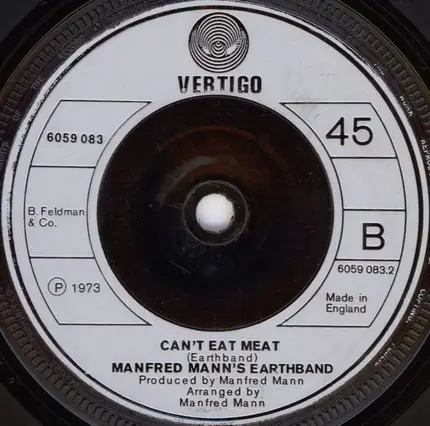 VERTIGO
6059 083
45
B. Feldman
& Co.
B
6059 083.2
Ⓟ 1973
Made in
England
CAN'T EAT MEAT
(Earthband)
MANFRED MANN'S EARTHBAND
Produced by Manfred Mann
Arranged by
Manfred Mann